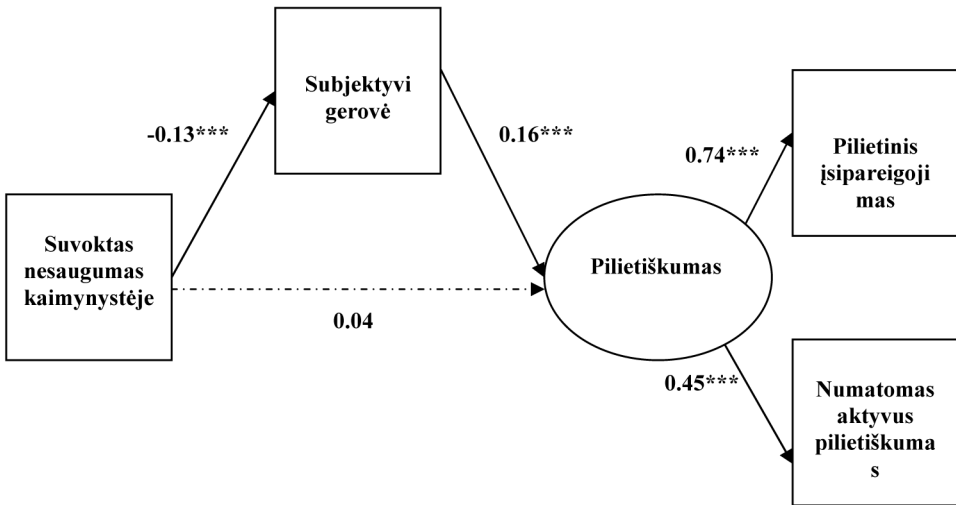 Subjektyvi
gerovė
-0.13***
0.16***
Suvoktas
nesaugumas
kaimynystėje
0.04
Pilietiškumas
0.74***
Pilietinis
įsipareigoji
mas
0.45***
Numatomas
aktyvus
pilietiškuma
s